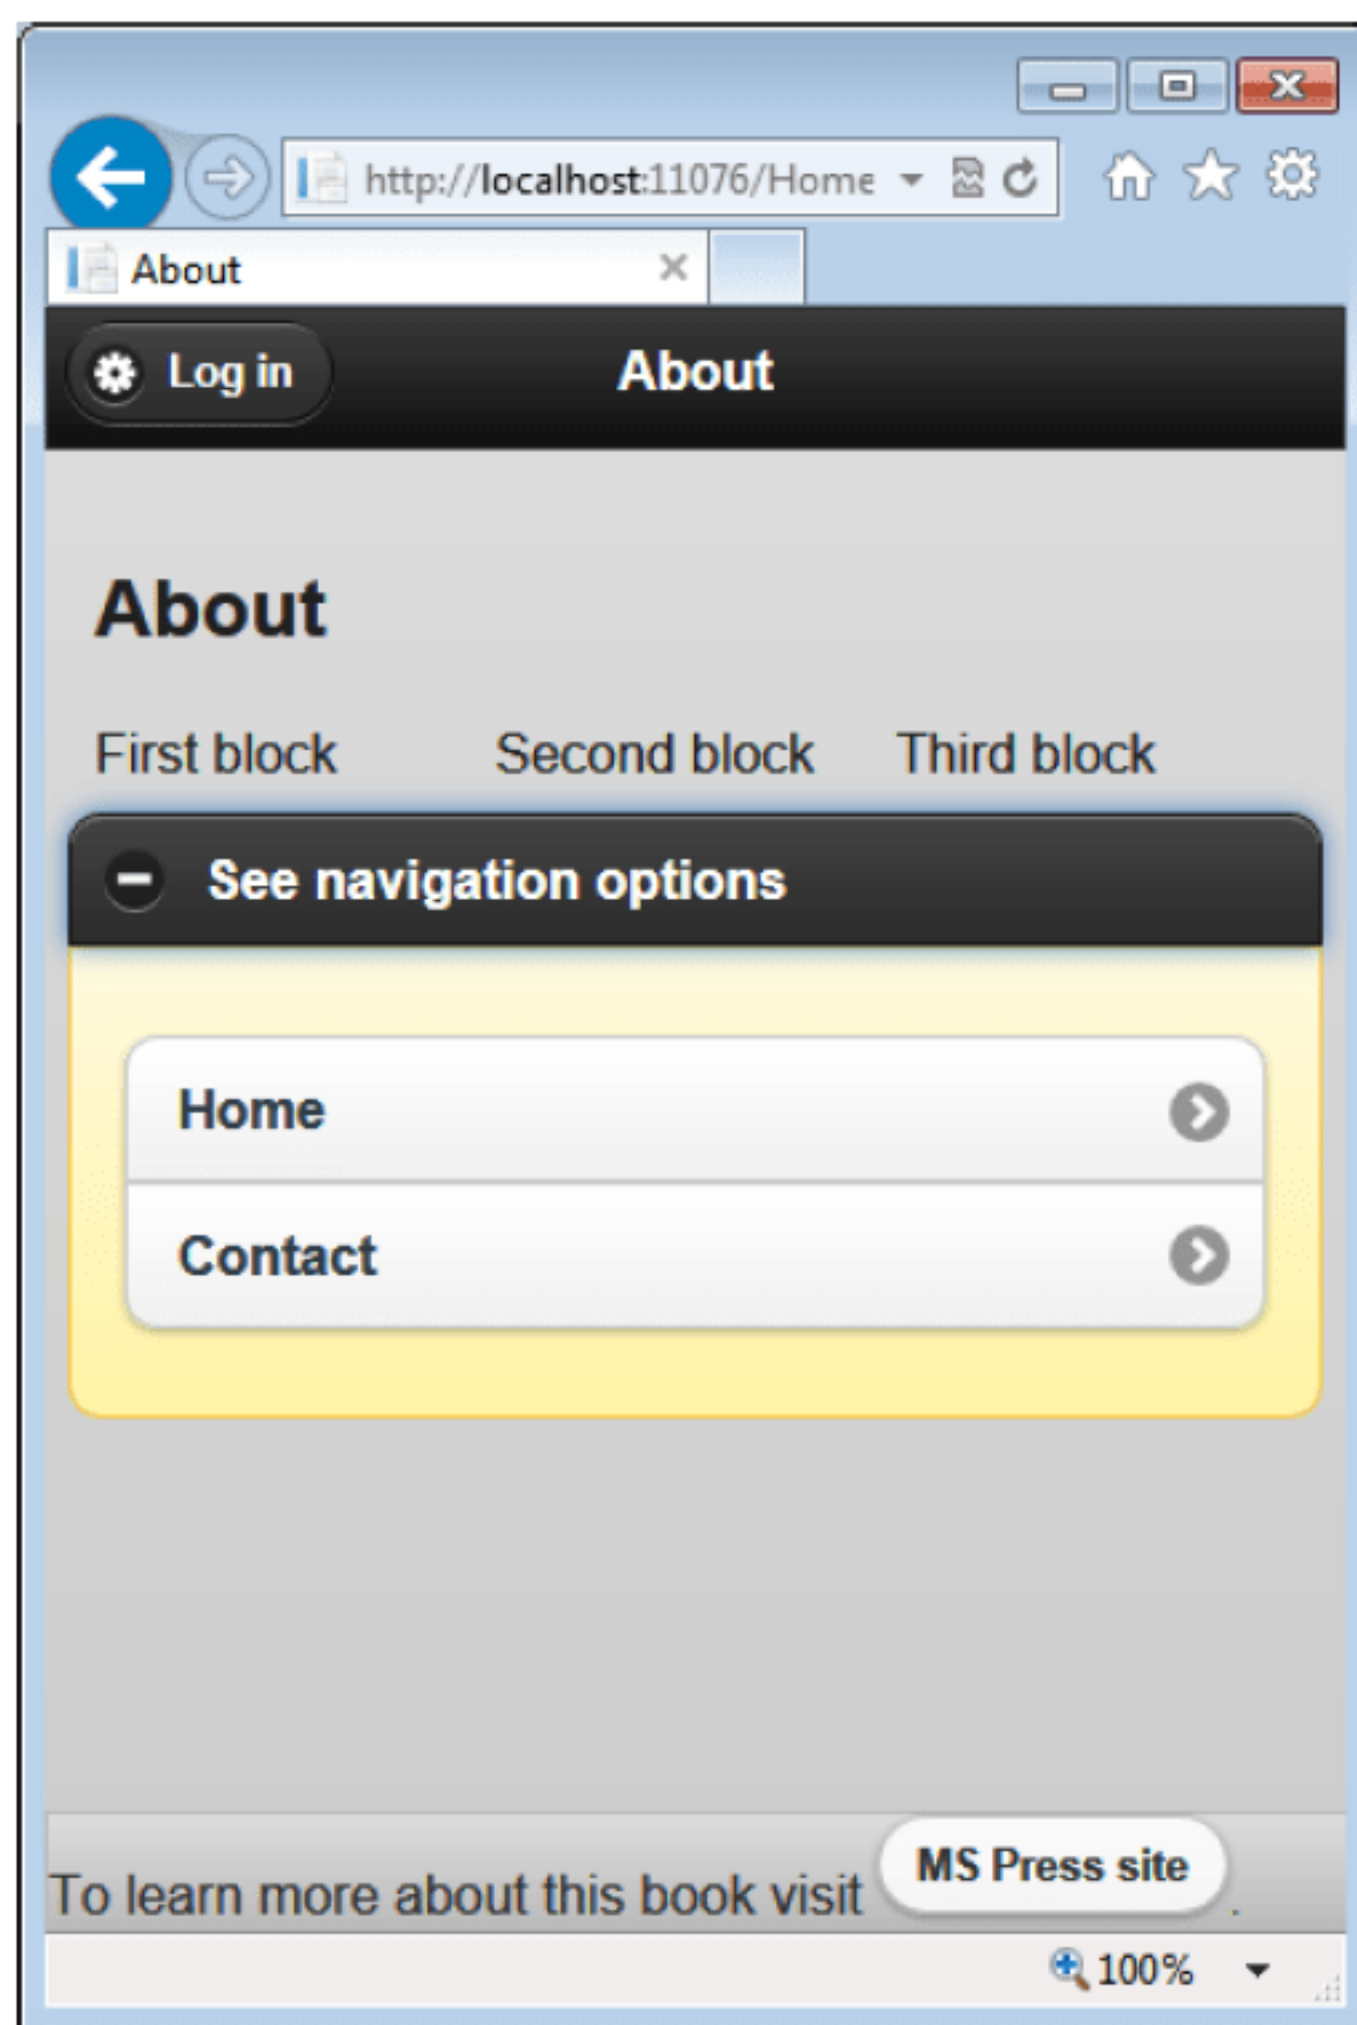 http://localhost:11076/Home
About
Log in
About
About
First block Second block Third block
See navigation options
Home
Contact
To learn more about this book visit MS Press site .
100%